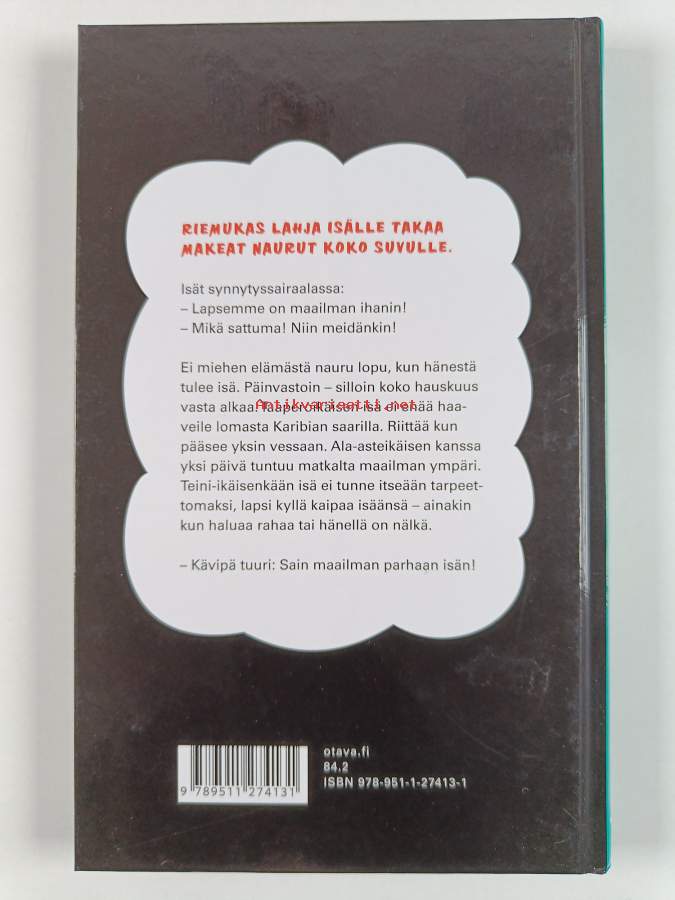 RIEMUKAS LAHJA ISÄLLE TAKAA
MAKEAT NAURUT KOKO SUVULLE.
Isät synnytyssairaalassa:
– Lapsemme on maailman ihanin!
– Mikä sattuma! Niin meidänkin!
Ei miehen elämästä nauru lopu, kun hänestä
tulee isä. Päinvastoin – silloin koko hauskuus
vasta alkaa! Taaperoikäisen isä ei enää haa-
Antikvariaatti.net
veile lomasta Karibian saarilla. Riittää kun
pääsee yksin vessaan. Ala-asteikäisen kanssa
yksi päivä tuntuu matkalta maailman ympäri.
Teini-ikäisenkään isä ei tunne itseään tarpeet-
tomaksi, lapsi kyllä kaipaa isäänsä – ainakin
kun haluaa rahaa tai hänellä on nälkä.
– Kävipä tuuri: Sain maailman parhaan isän!
otava.fi
84.2
ISBN 978-951-1-27413-1
9 789511 274131